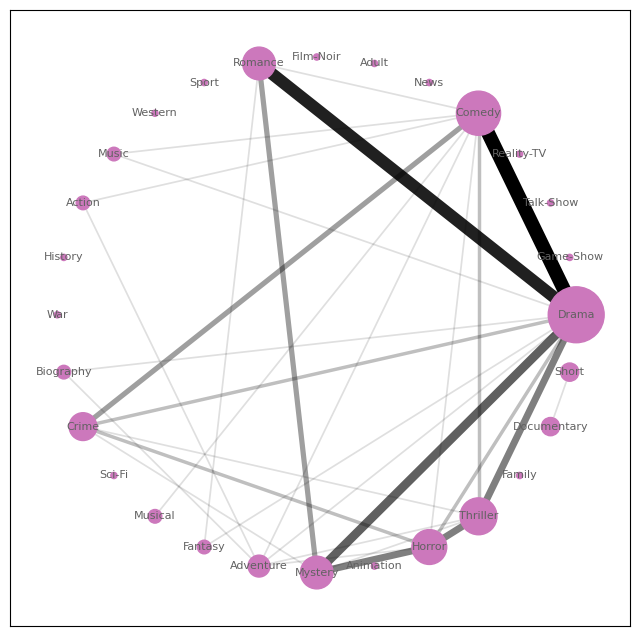 Film-Noir
Romance
Adult
Sport
News
Western
Comedy
Music
Reality-TV
Action
Talk-Show
History
Game-Show
War
Drama
Biography
Short
Crime
Documentary
Sci-Fi
Family
Musical
Thriller
Fantasy
Horror
Adventure
Animation
Mystery